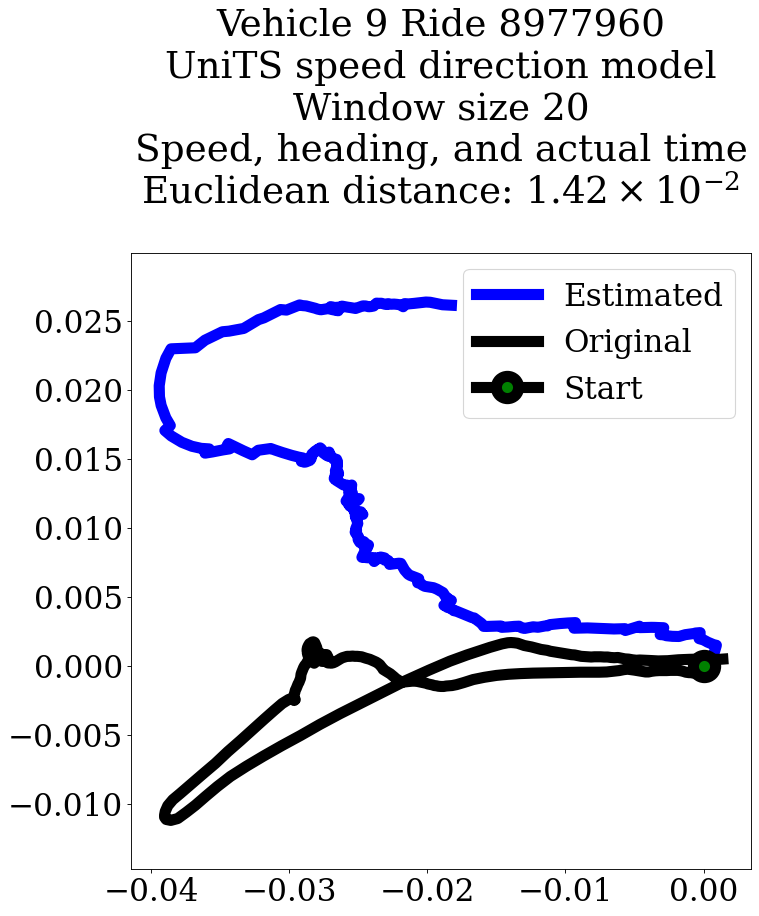 Vehicle 9 Ride 8977960
UniTS speed direction model
Window size 20
Speed, heading, and actual time
Euclidean distance: 1.42 × 10⁻²
Estimated
Original
Start
0.025
0.020
0.015
0.010
0.005
0.000
−0.005
−0.010
−0.04 −0.03 −0.02 −0.01 0.00